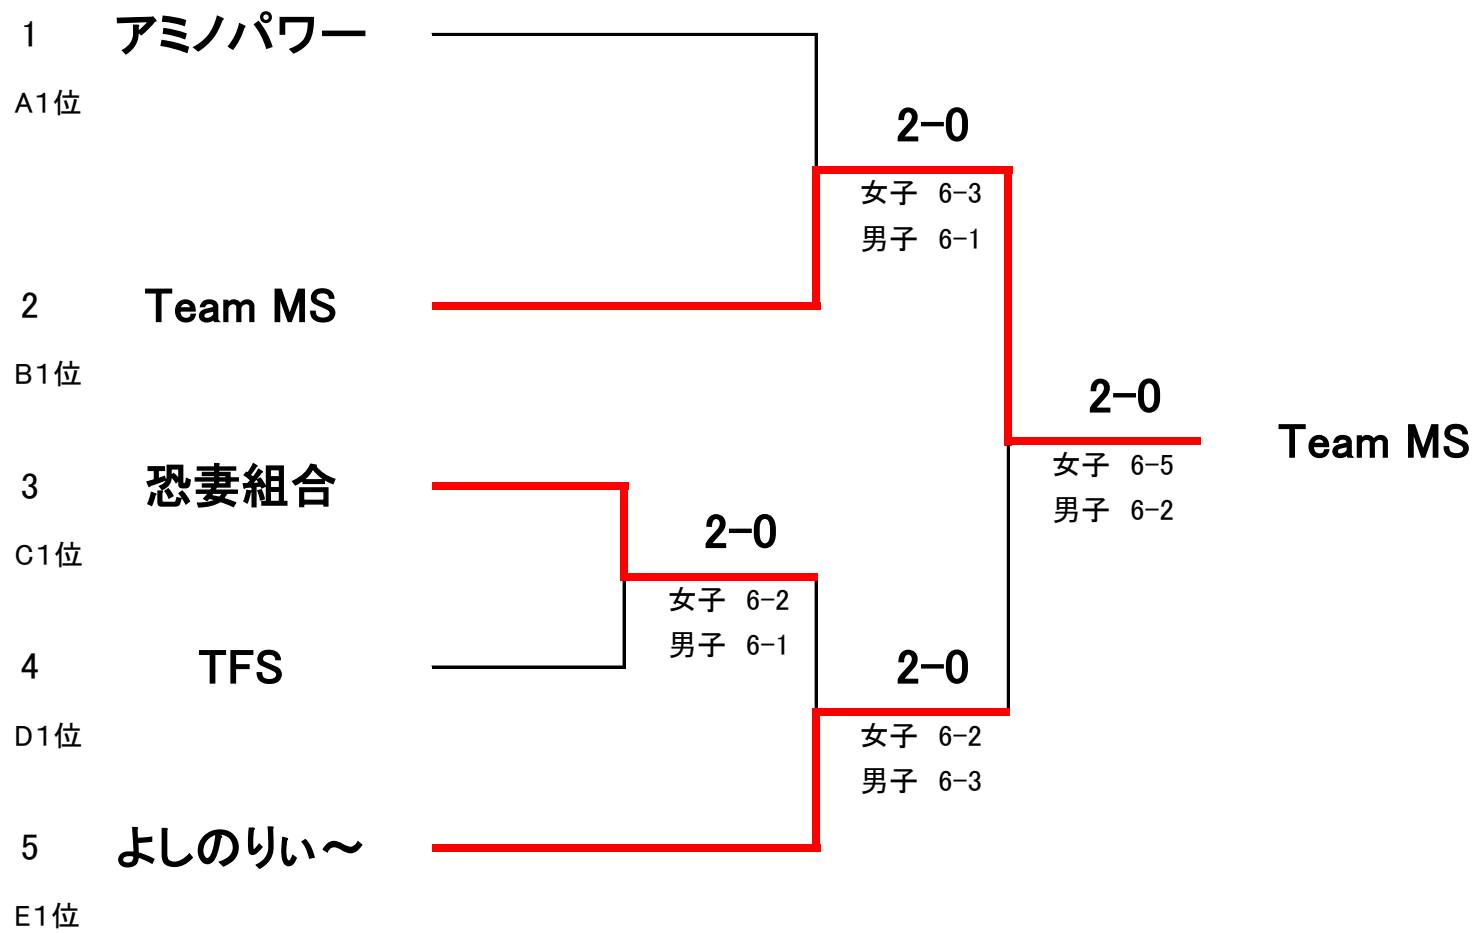 1 アミノパワー
A1位
2-0
女子 6-3
男子 6-1
2 Team MS
B1位
2-0
Team MS
女子 6-5
男子 6-2
3 恐妻組合
C1位
2-0
女子 6-2
男子 6-1
4 TFS
2-0
D1位
女子 6-2
男子 6-3
5 よしのりぃ～
E1位